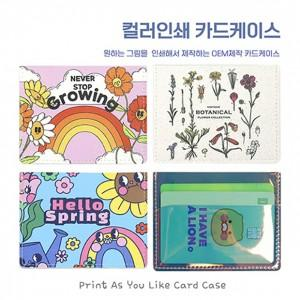 컬러인쇄 카드케이스
원하는 그림을 인쇄해서 제작하는 OEM제작 카드케이스
NEVER
STOP
Growing
BOTANICAL
FLOWER COLLECTION
Hello
Spring
I HAVE
A LION.
Print As You Like Card Case